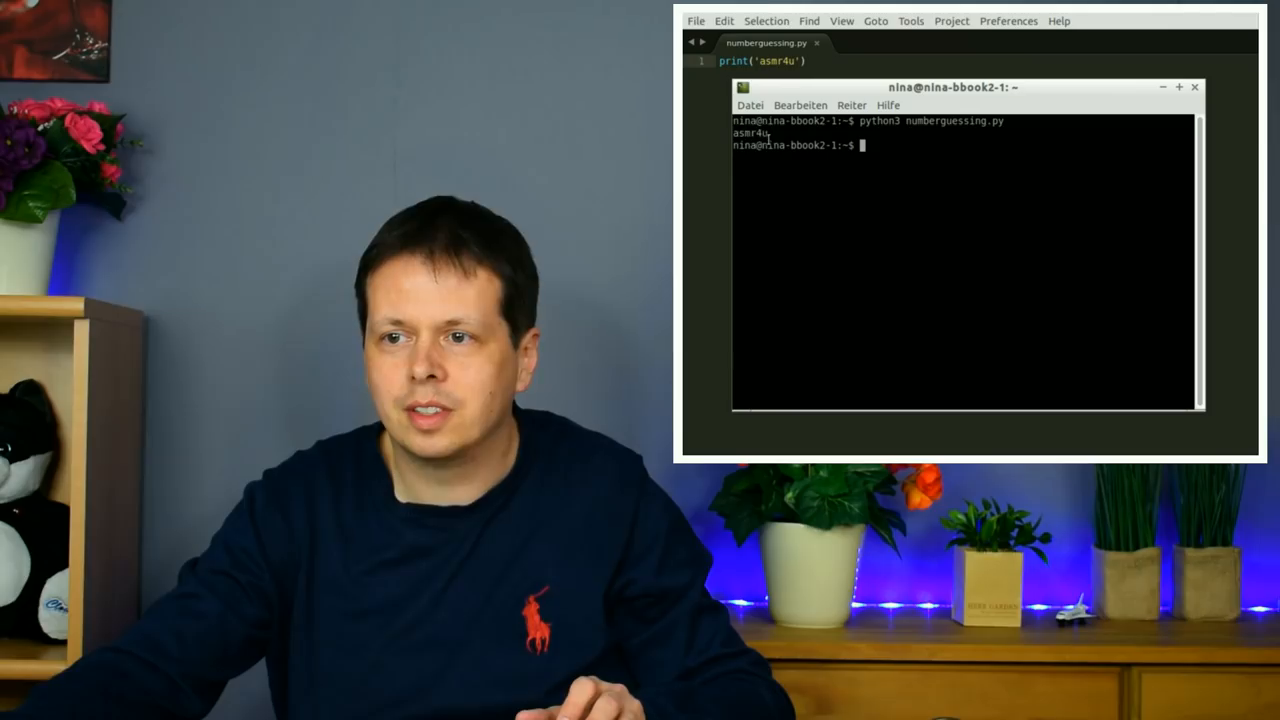 File Edit Selection Find View Goto Tools Project Preferences Help
numberguessing.py ×
1 print('asmr4u')
nina@nina-bbook2-1: ~
Datei Bearbeiten Reiter Hilfe
nina@nina-bbook2-1:~$ python3 numberguessing.py
asmr4u
nina@nina-bbook2-1:~$